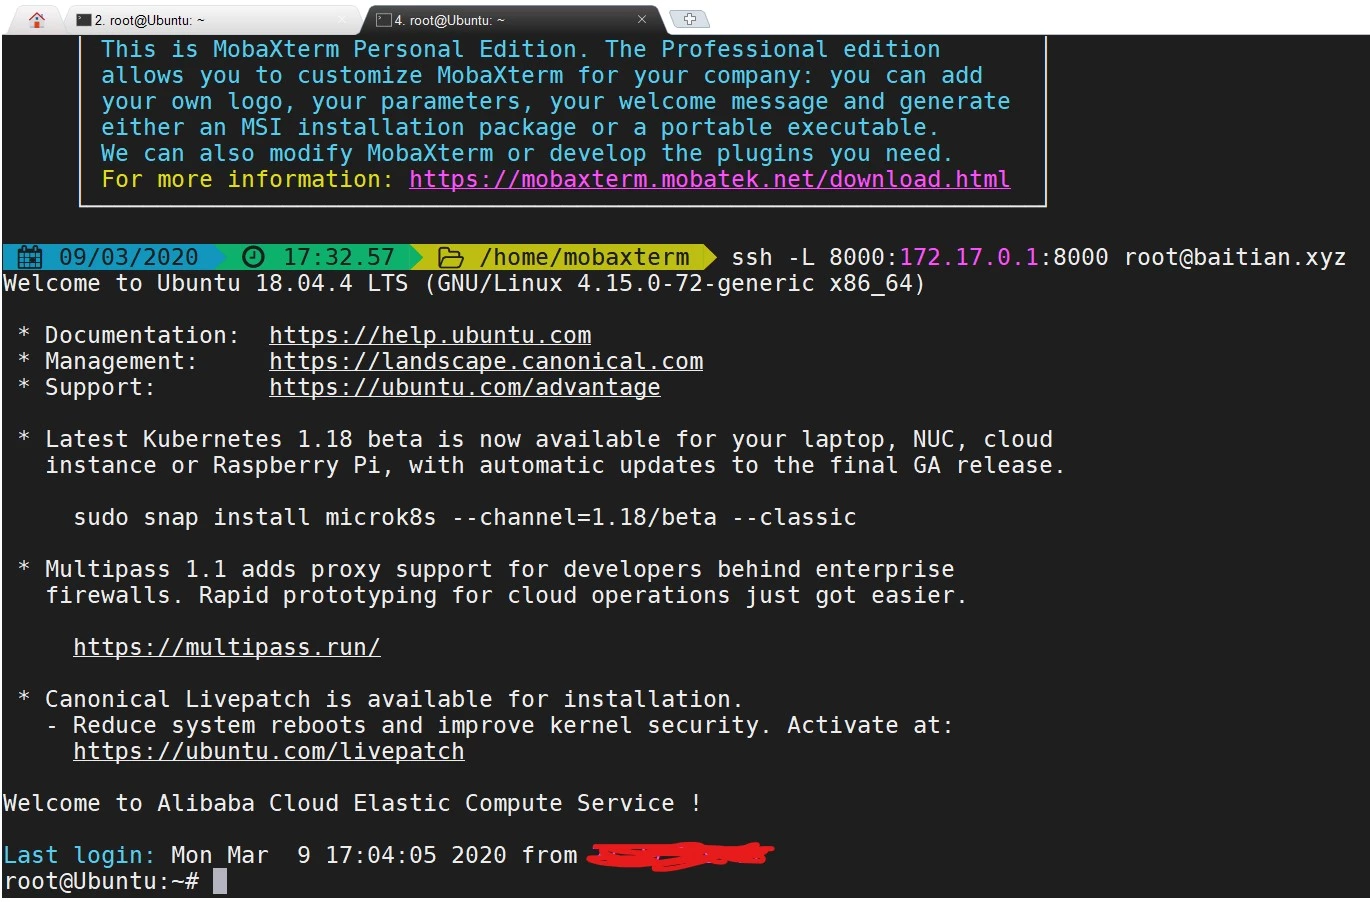 2. root@Ubuntu: ~
4. root@Ubuntu: ~
This is MobaXterm Personal Edition. The Professional edition
allows you to customize MobaXterm for your company: you can add
your own logo, your parameters, your welcome message and generate
either an MSI installation package or a portable executable.
We can also modify MobaXterm or develop the plugins you need.
For more information: https://mobaxterm.mobatek.net/download.html
09/03/2020 17:32.57 /home/mobaxterm ssh -L 8000:172.17.0.1:8000 root@baitian.xyz
Welcome to Ubuntu 18.04.4 LTS (GNU/Linux 4.15.0-72-generic x86_64)
* Documentation: https://help.ubuntu.com
* Management: https://landscape.canonical.com
* Support: https://ubuntu.com/advantage
* Latest Kubernetes 1.18 beta is now available for your laptop, NUC, cloud
instance or Raspberry Pi, with automatic updates to the final GA release.
sudo snap install microk8s --channel=1.18/beta --classic
* Multipass 1.1 adds proxy support for developers behind enterprise
firewalls. Rapid prototyping for cloud operations just got easier.
https://multipass.run/
* Canonical Livepatch is available for installation.
- Reduce system reboots and improve kernel security. Activate at:
https://ubuntu.com/livepatch
Welcome to Alibaba Cloud Elastic Compute Service !
Last login: Mon Mar  9 17:04:05 2020 from
root@Ubuntu:~#